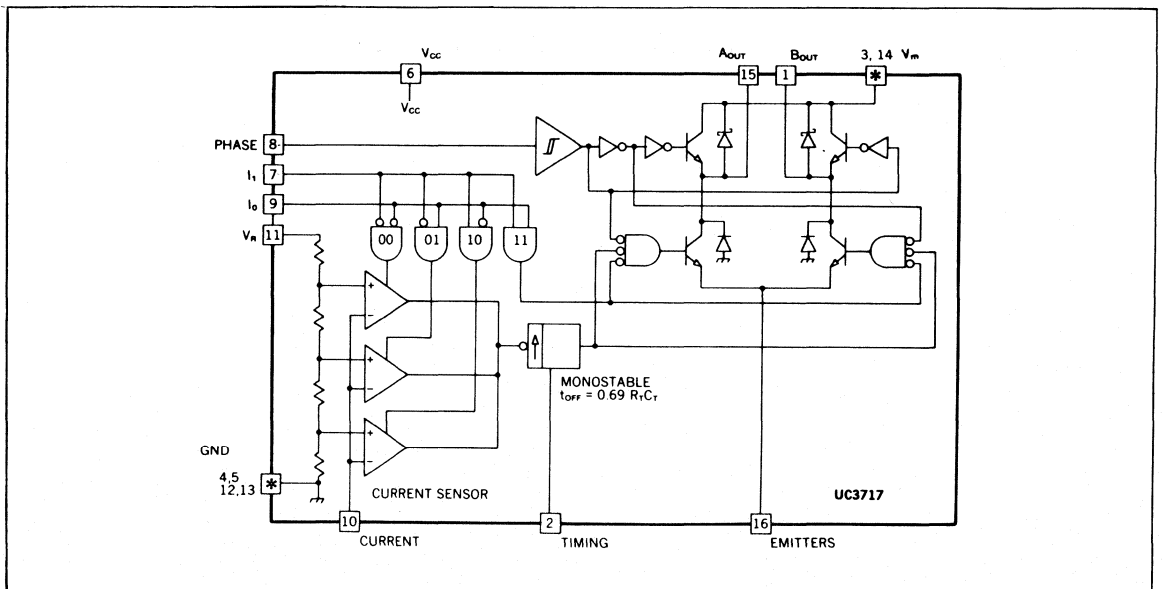 VCC
AOUT
BOUT
3, 14 Vm
6
15
1
*
VCC
PHASE
8
I1
7
I0
9
VR
11
00
01
10
11
+
−
+
−
+
−
MONOSTABLE
tOFF = 0.69 RTCT
GND
4,5
12,13
*
CURRENT SENSOR
UC3717
10
2
16
CURRENT
TIMING
EMITTERS